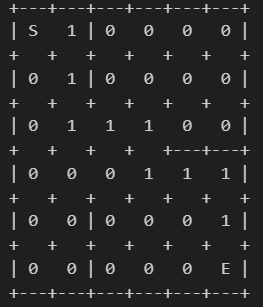 +---+---+---+---+---+---+
| S   1 | 0   0   0   0 |
+   +   +   +   +   +   +
| 0   1 | 0   0   0   0 |
+   +   +   +   +   +   +
| 0   1   1   1   0   0 |
+   +   +   +   +---+---+
| 0   0   0   1   1   1 |
+   +   +   +   +   +   +
| 0   0 | 0   0   0   1 |
+   +   +   +   +   +   +
| 0   0 | 0   0   0   E |
+---+---+---+---+---+---+